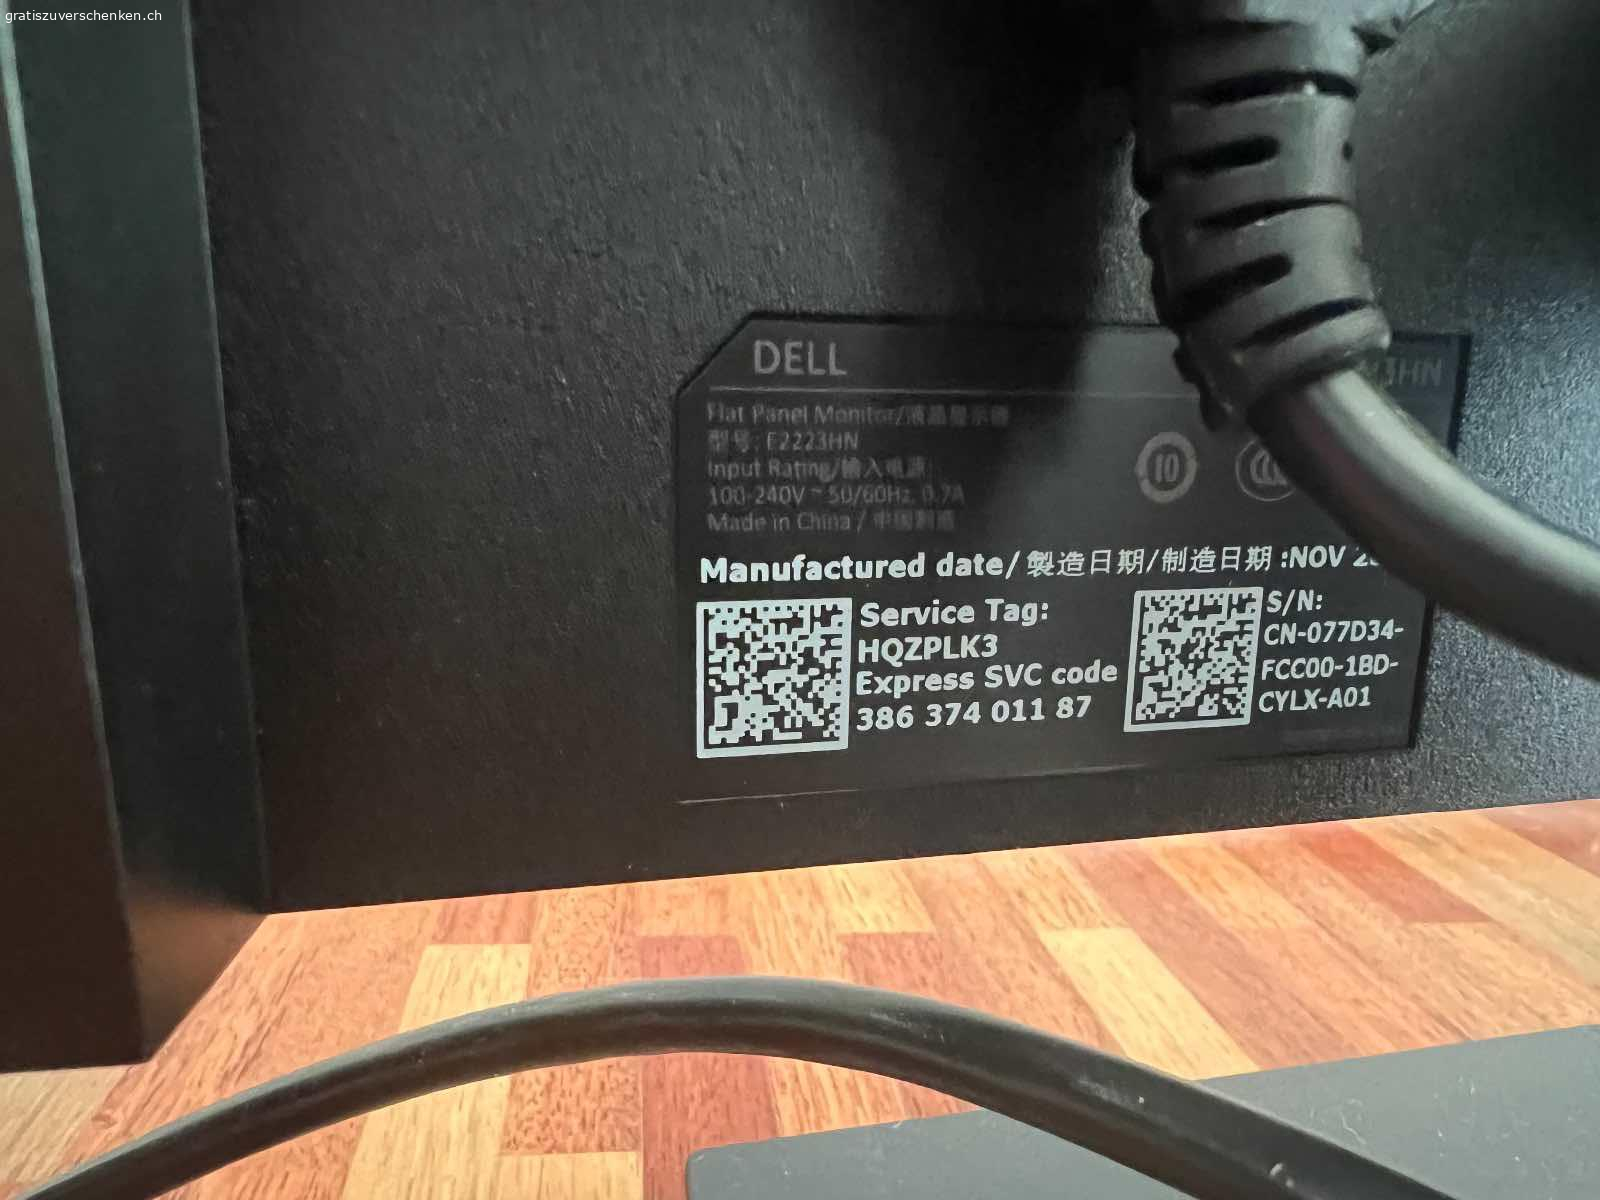 gratiszuverschenken.ch
DELL
3HN
Flat Panel Monitor/液晶显示器
型号: E2223HN
Input Rating/输入电源:
100-240V ~ 50/60Hz, 0.7A
Made in China / 中国制造
10
Manufactured date/製造日期/制造日期 :NOV 2
Service Tag:
HQZPLK3
Express SVC code
386 374 011 87
S/N:
CN-077D34-
FCC00-1BD-
CYLX-A01